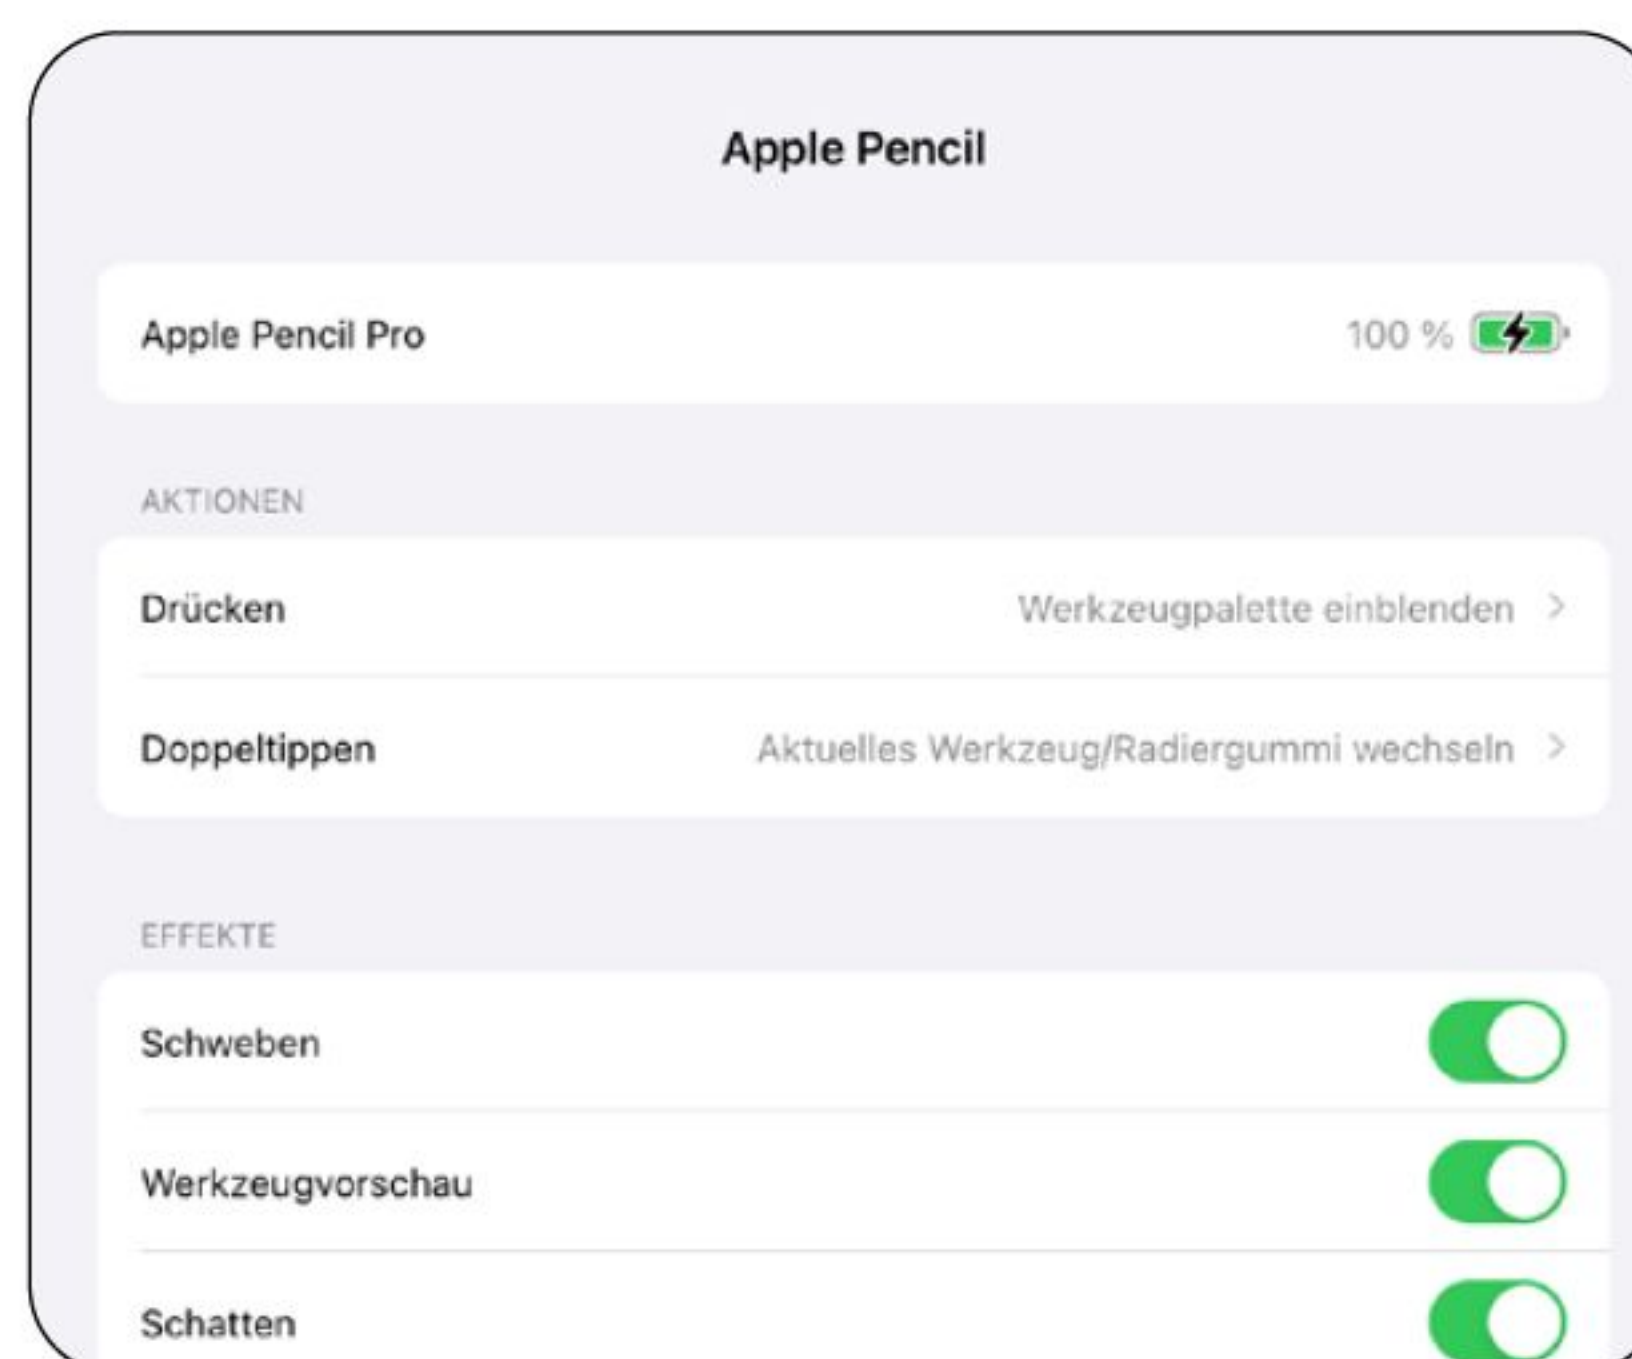 Apple Pencil
Apple Pencil Pro 100 %
AKTIONEN
Drücken Werkzeugpalette einblenden
Doppeltippen Aktuelles Werkzeug/Radiergummi wechseln
EFFEKTE
Schweben
Werkzeugvorschau
Schatten